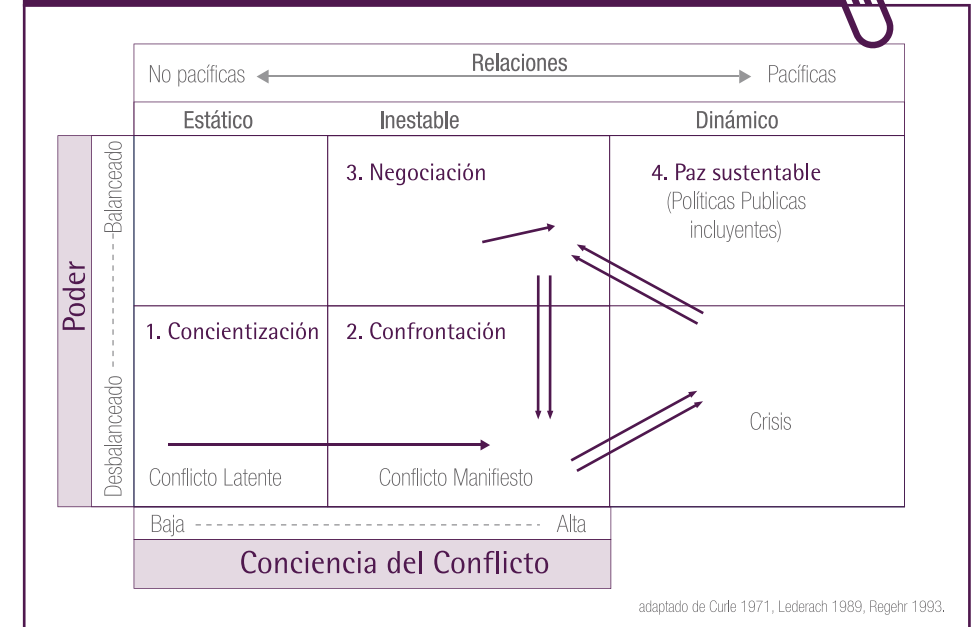 Relaciones
No pacíficas
Pacíficas
Estático
Inestable
Dinámico
Poder
Desbalanceado ------ Balanceado
3. Negociación
4. Paz sustentable
(Políticas Publicas
incluyentes)
1. Concientización
2. Confrontación
Crisis
Conflicto Latente
Conflicto Manifiesto
Baja ------ Alta
Conciencia del Conflicto
adaptado de Curle 1971, Lederach 1989, Regehr 1993.